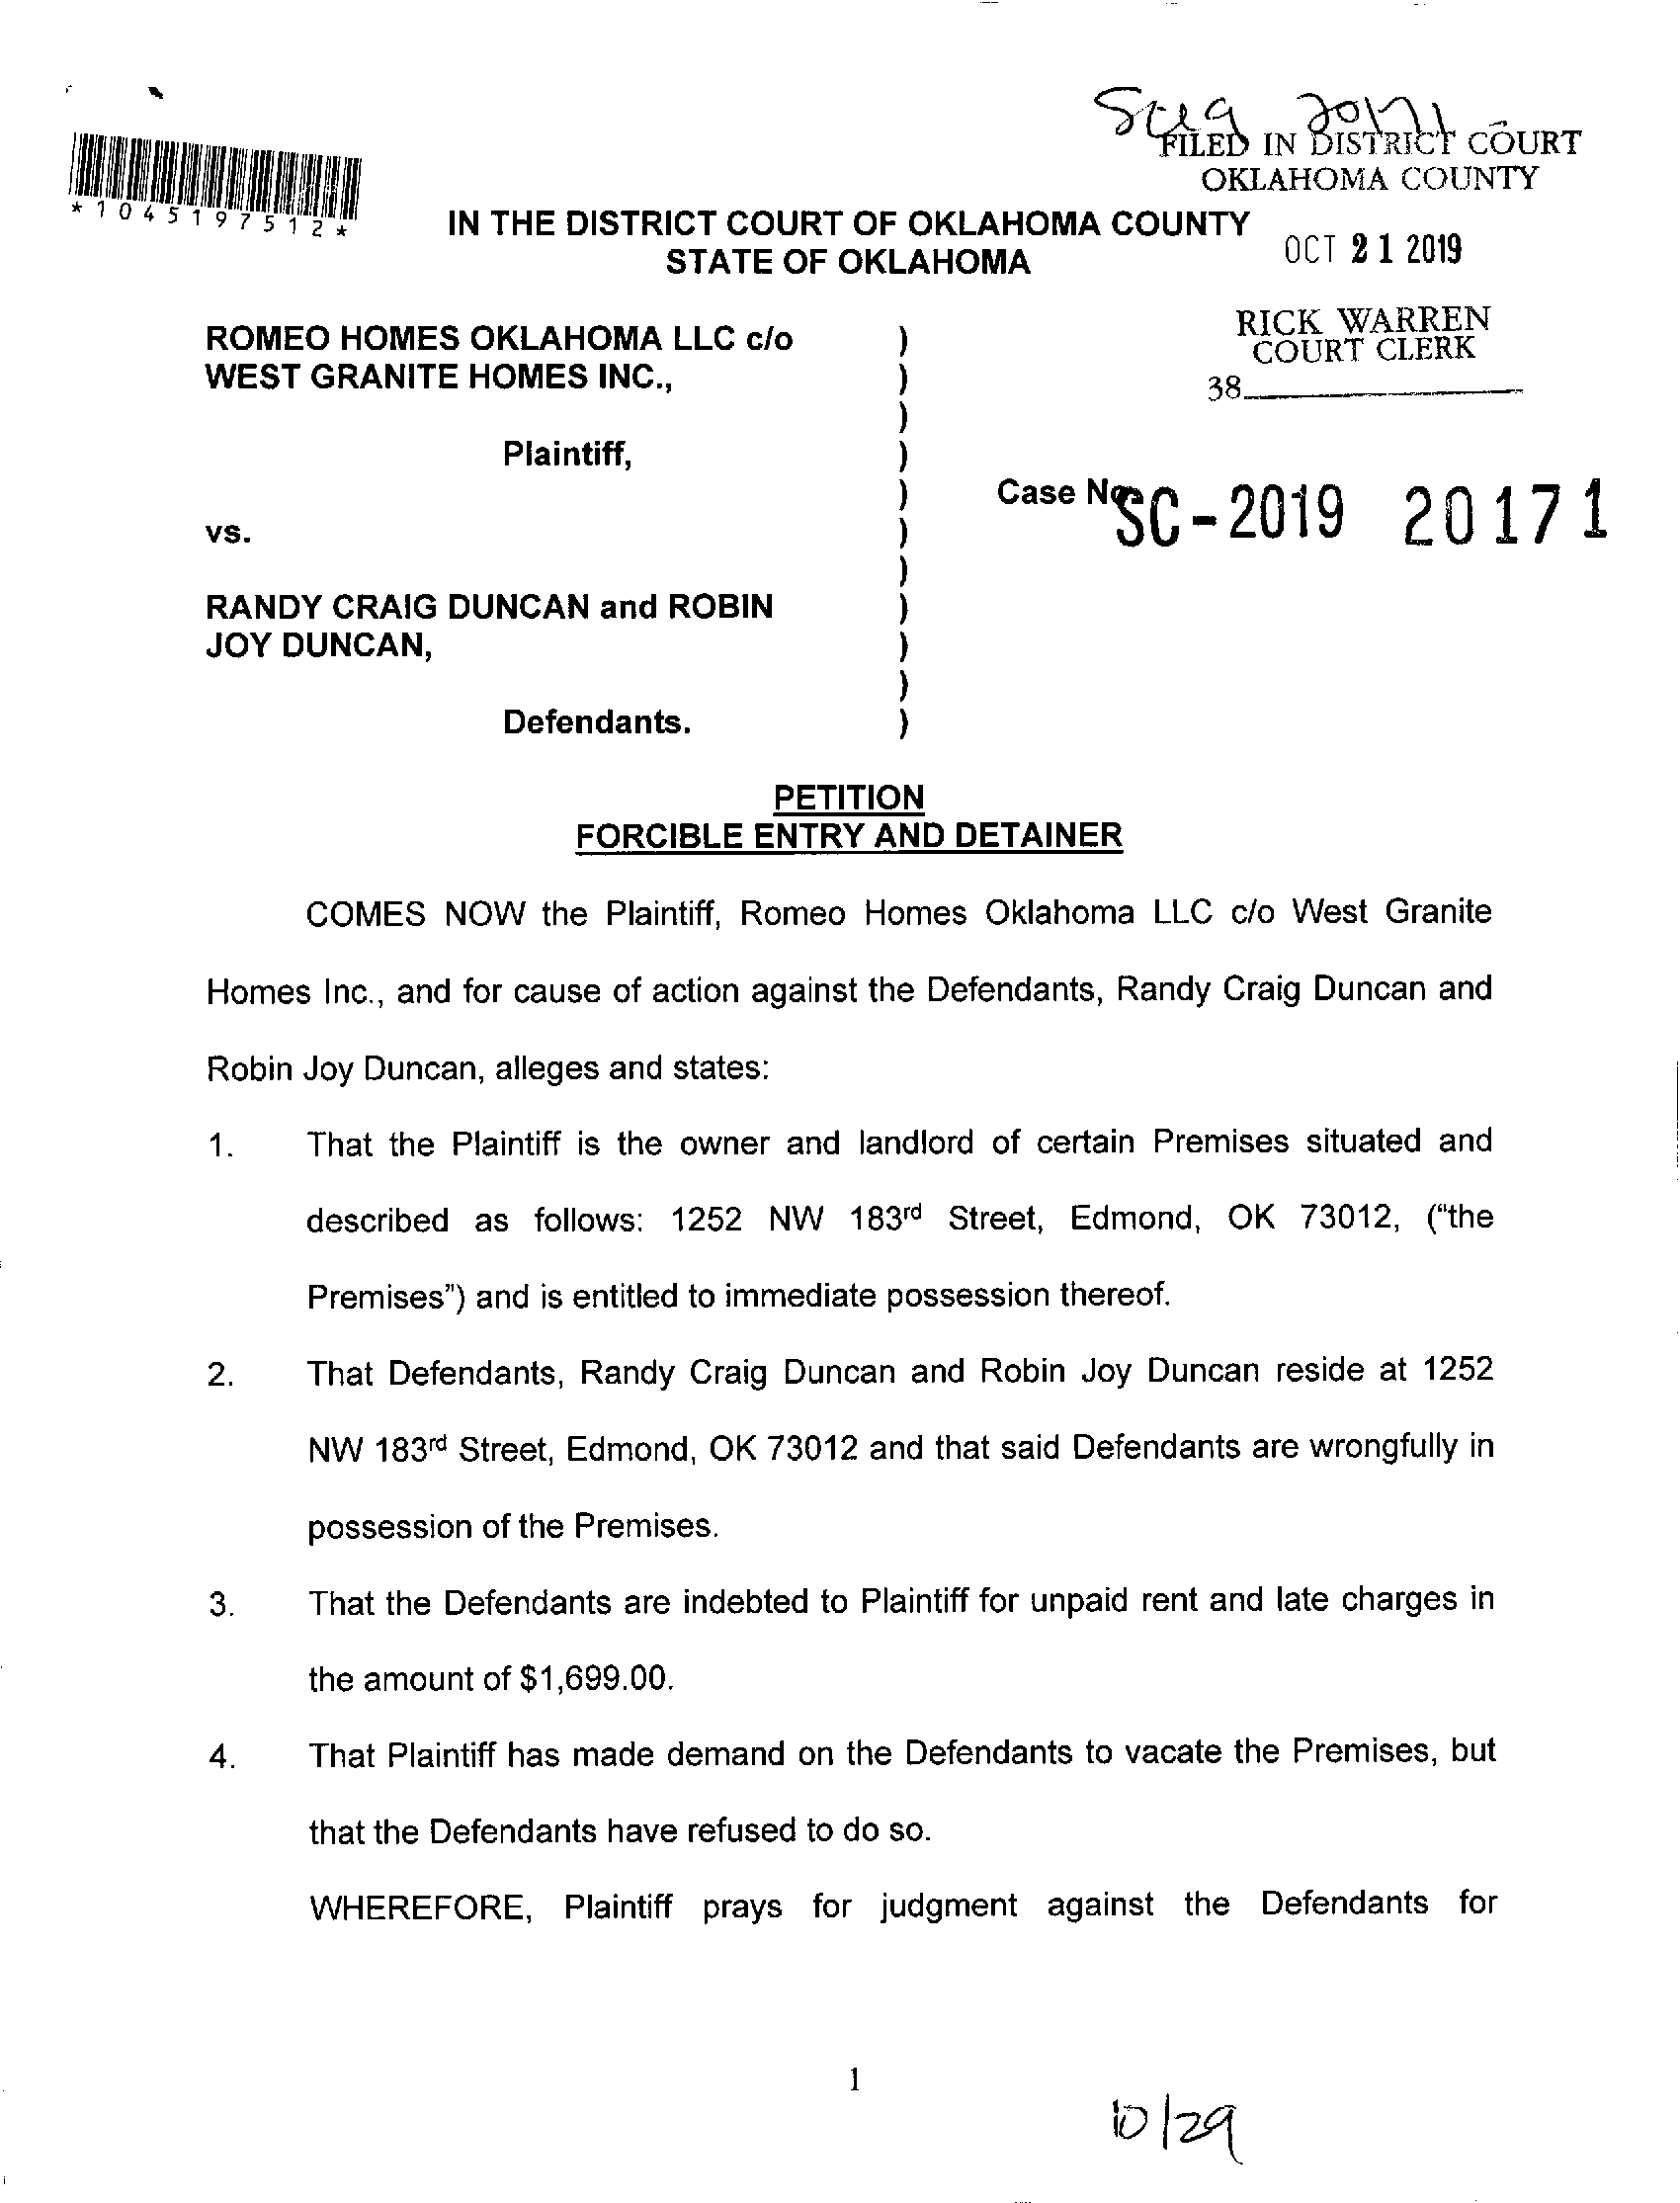 FILED IN DISTRICT COURT
OKLAHOMA COUNTY
*1045197512*
IN THE DISTRICT COURT OF OKLAHOMA COUNTY
STATE OF OKLAHOMA
OCT 21 2019
RICK WARREN
COURT CLERK
38
ROMEO HOMES OKLAHOMA LLC c/o )
WEST GRANITE HOMES INC., )
)
Plaintiff, )
) Case No. SC-2019 20171
vs. )
)
RANDY CRAIG DUNCAN and ROBIN )
JOY DUNCAN, )
)
Defendants. )
PETITION
FORCIBLE ENTRY AND DETAINER
COMES NOW the Plaintiff, Romeo Homes Oklahoma LLC c/o West Granite
Homes Inc., and for cause of action against the Defendants, Randy Craig Duncan and
Robin Joy Duncan, alleges and states:
1. That the Plaintiff is the owner and landlord of certain Premises situated and
described as follows: 1252 NW 183rd Street, Edmond, OK 73012, (“the
Premises”) and is entitled to immediate possession thereof.
2. That Defendants, Randy Craig Duncan and Robin Joy Duncan reside at 1252
NW 183rd Street, Edmond, OK 73012 and that said Defendants are wrongfully in
possession of the Premises.
3. That the Defendants are indebted to Plaintiff for unpaid rent and late charges in
the amount of $1,699.00.
4. That Plaintiff has made demand on the Defendants to vacate the Premises, but
that the Defendants have refused to do so.
WHEREFORE, Plaintiff prays for judgment against the Defendants for
1
10/29